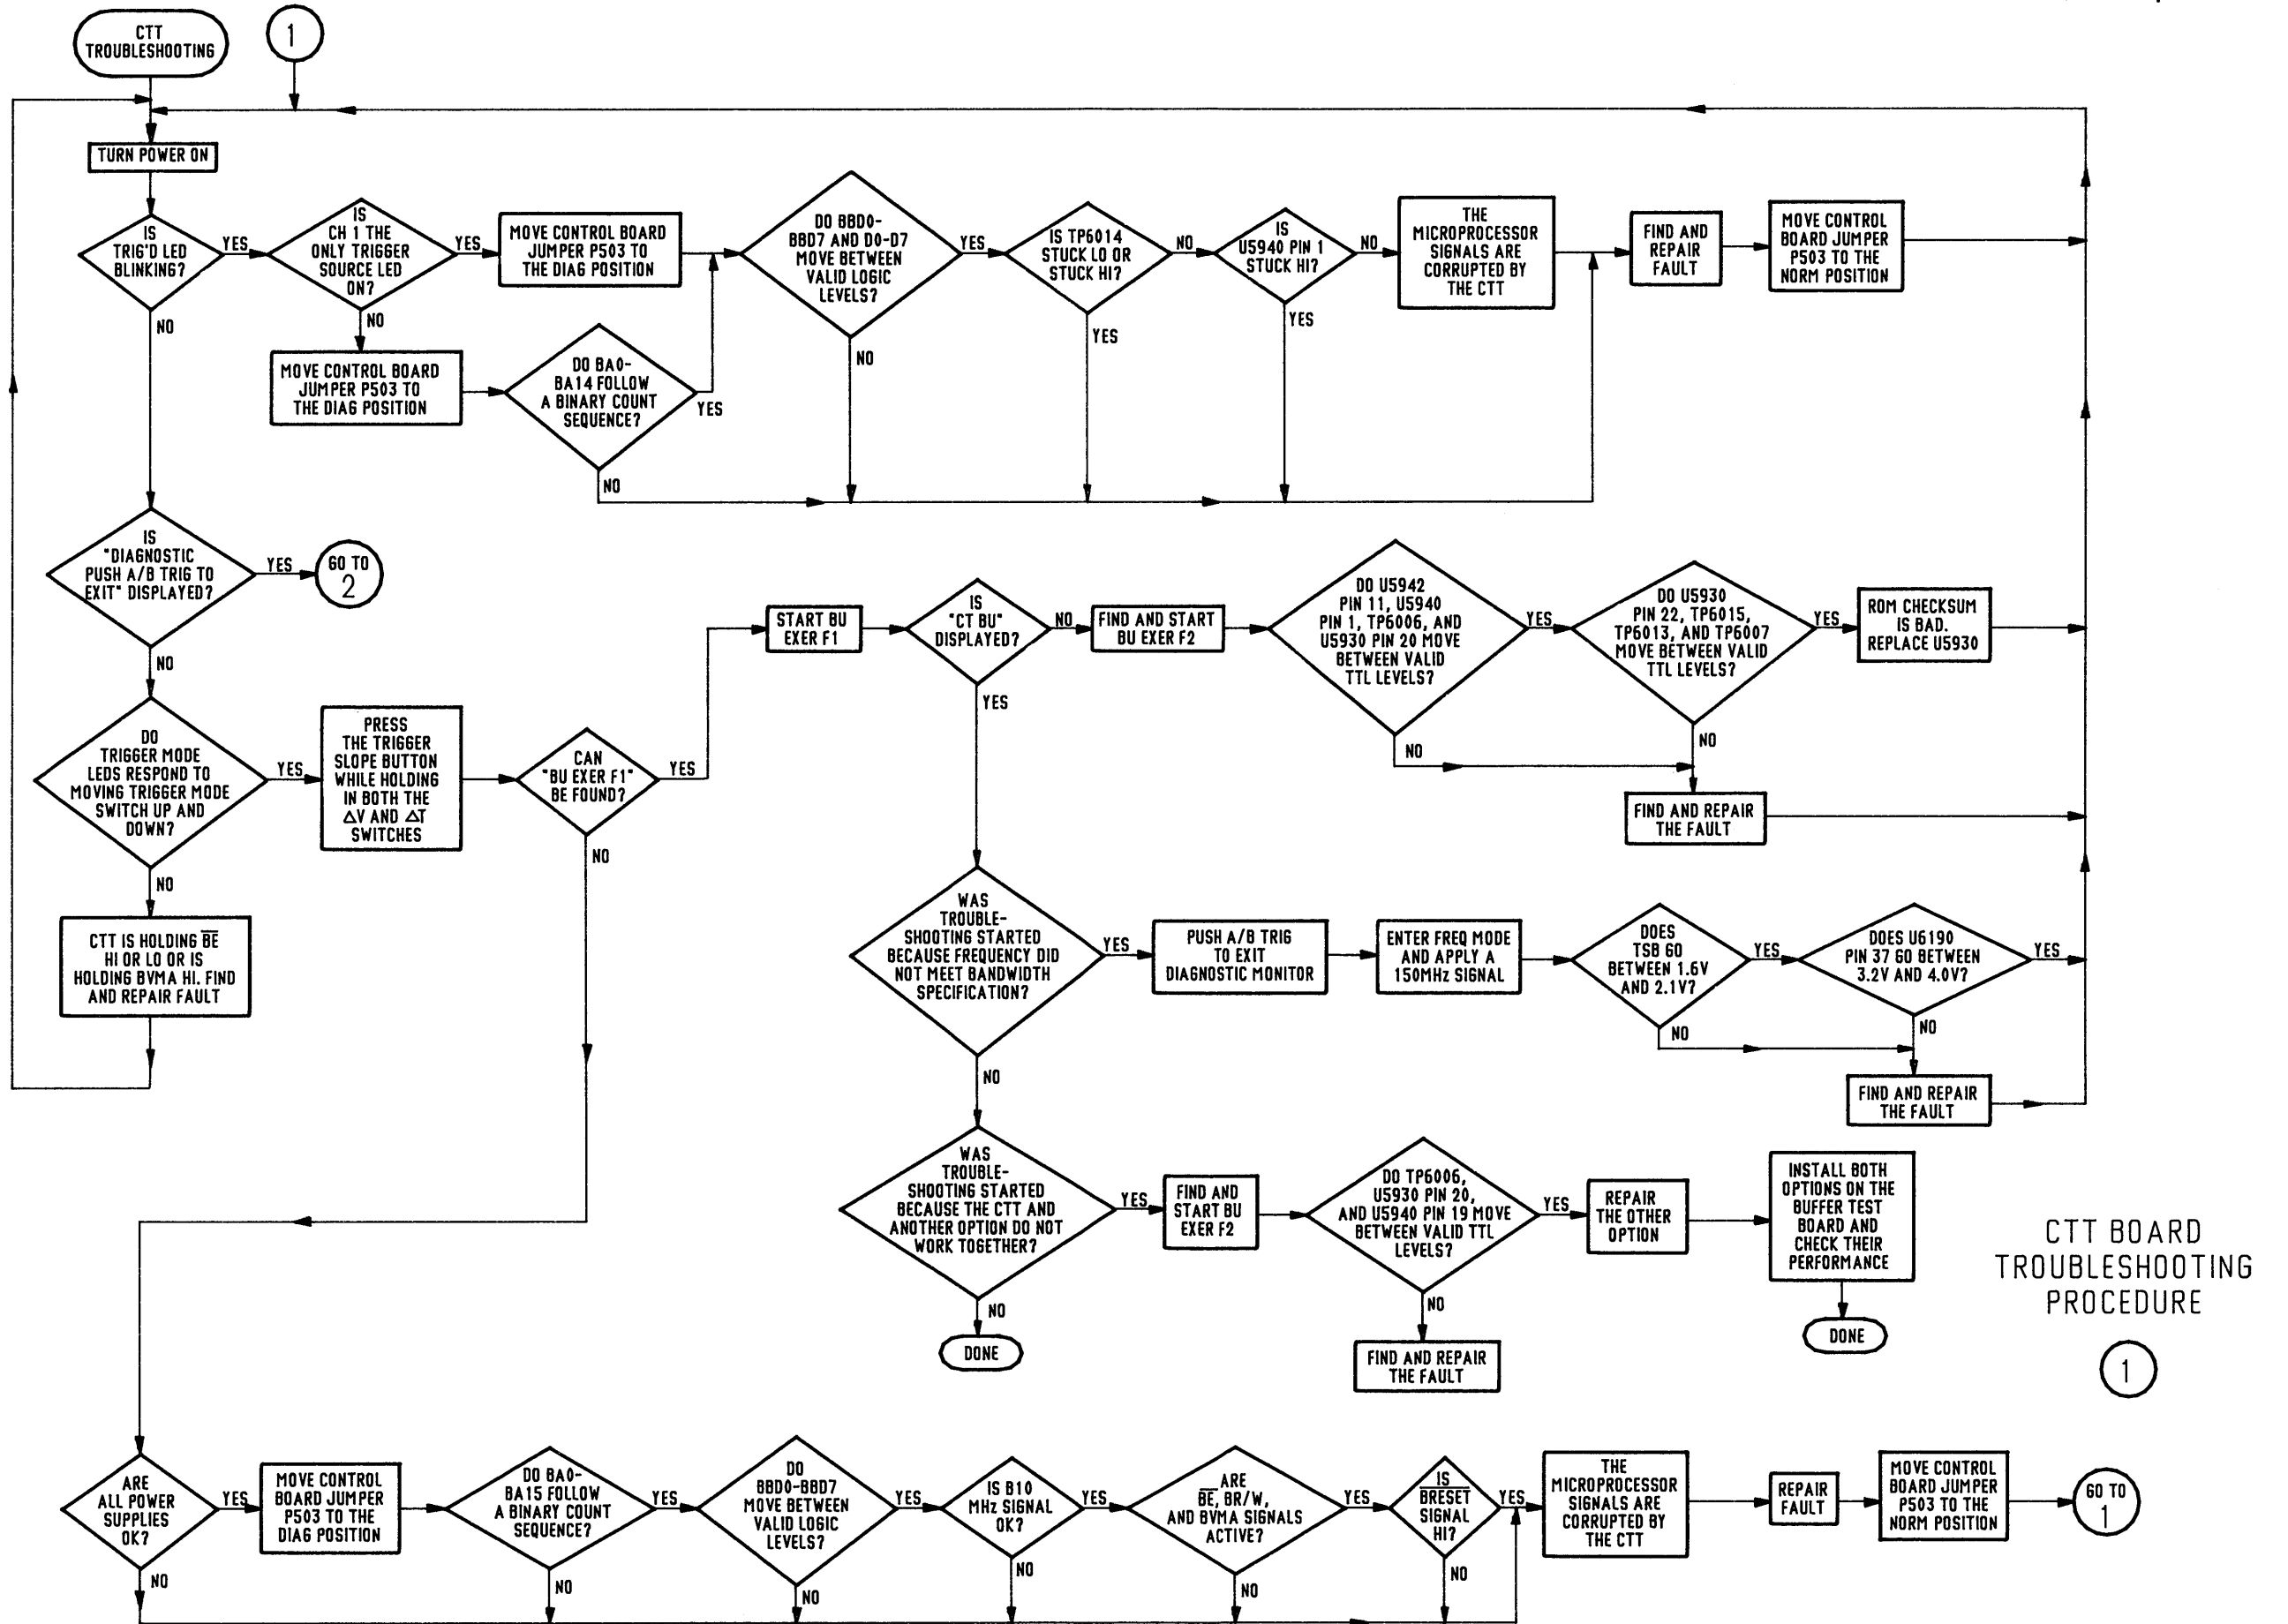 CTT
TROUBLESHOOTING
1
TURN POWER ON
IS
TRIG'D LED
BLINKING?
YES
NO
IS
CH 1 THE
ONLY TRIGGER
SOURCE LED
ON?
YES
NO
MOVE CONTROL BOARD
JUMPER P503 TO
THE DIAG POSITION
MOVE CONTROL BOARD
JUMPER P503 TO
THE DIAG POSITION
DO BA0-
BA14 FOLLOW
A BINARY COUNT
SEQUENCE?
YES
NO
DO BBD0-
BBD7 AND D0-D7
MOVE BETWEEN
VALID LOGIC
LEVELS?
YES
NO
IS TP6014
STUCK LO OR
STUCK HI?
NO
YES
IS
U5940 PIN 1
STUCK HI?
NO
YES
THE
MICROPROCESSOR
SIGNALS ARE
CORRUPTED BY
THE CTT
FIND AND
REPAIR
FAULT
MOVE CONTROL
BOARD JUMPER
P503 TO THE
NORM POSITION
IS
"DIAGNOSTIC
PUSH A/B TRIG TO
EXIT" DISPLAYED?
YES
NO
GO TO
2
DO
TRIGGER MODE
LEDS RESPOND TO
MOVING TRIGGER MODE
SWITCH UP AND
DOWN?
YES
NO
PRESS
THE TRIGGER
SLOPE BUTTON
WHILE HOLDING
IN BOTH THE
△V AND △T
SWITCHES
CAN
"BU EXER F1"
BE FOUND?
YES
NO
CTT IS HOLDING B̅E̅
HI OR LO OR IS
HOLDING BVMA HI. FIND
AND REPAIR FAULT
START BU
EXER F1
IS
"CT BU"
DISPLAYED?
NO
YES
FIND AND START
BU EXER F2
DO U5942
PIN 11, U5940
PIN 1, TP6006, AND
U5930 PIN 20 MOVE
BETWEEN VALID
TTL LEVELS?
YES
NO
DO U5930
PIN 22, TP6015,
TP6013, AND TP6007
MOVE BETWEEN VALID
TTL LEVELS?
YES
NO
ROM CHECKSUM
IS BAD.
REPLACE U5930
FIND AND REPAIR
THE FAULT
WAS
TROUBLE-
SHOOTING STARTED
BECAUSE FREQUENCY DID
NOT MEET BANDWIDTH
SPECIFICATION?
YES
NO
PUSH A/B TRIG
TO EXIT
DIAGNOSTIC MONITOR
ENTER FREQ MODE
AND APPLY A
150MHz SIGNAL
DOES
TSB GO
BETWEEN 1.6V
AND 2.1V?
YES
NO
DOES U6190
PIN 37 GO BETWEEN
3.2V AND 4.0V?
YES
NO
FIND AND REPAIR
THE FAULT
WAS
TROUBLE-
SHOOTING STARTED
BECAUSE THE CTT AND
ANOTHER OPTION DO NOT
WORK TOGETHER?
YES
NO
DONE
FIND AND
START BU
EXER F2
DO TP6006,
U5930 PIN 20,
AND U5940 PIN 19 MOVE
BETWEEN VALID TTL
LEVELS?
YES
NO
FIND AND REPAIR
THE FAULT
REPAIR
THE OTHER
OPTION
INSTALL BOTH
OPTIONS ON THE
BUFFER TEST
BOARD AND
CHECK THEIR
PERFORMANCE
DONE
CTT BOARD
TROUBLESHOOTING
PROCEDURE
1
ARE
ALL POWER
SUPPLIES
OK?
YES
NO
MOVE CONTROL
BOARD JUMPER
P503 TO THE
DIAG POSITION
DO BA0-
BA15 FOLLOW
A BINARY COUNT
SEQUENCE?
YES
NO
DO
BBD0-BBD7
MOVE BETWEEN
VALID LOGIC
LEVELS?
YES
NO
IS B10
MHz SIGNAL
OK?
YES
NO
ARE
B̅E̅, BR/W,
AND BVMA SIGNALS
ACTIVE?
YES
NO
IS
B̅R̅E̅S̅E̅T̅
SIGNAL
HI?
YES
NO
THE
MICROPROCESSOR
SIGNALS ARE
CORRUPTED BY
THE CTT
REPAIR
FAULT
MOVE CONTROL
BOARD JUMPER
P503 TO THE
NORM POSITION
GO TO
1